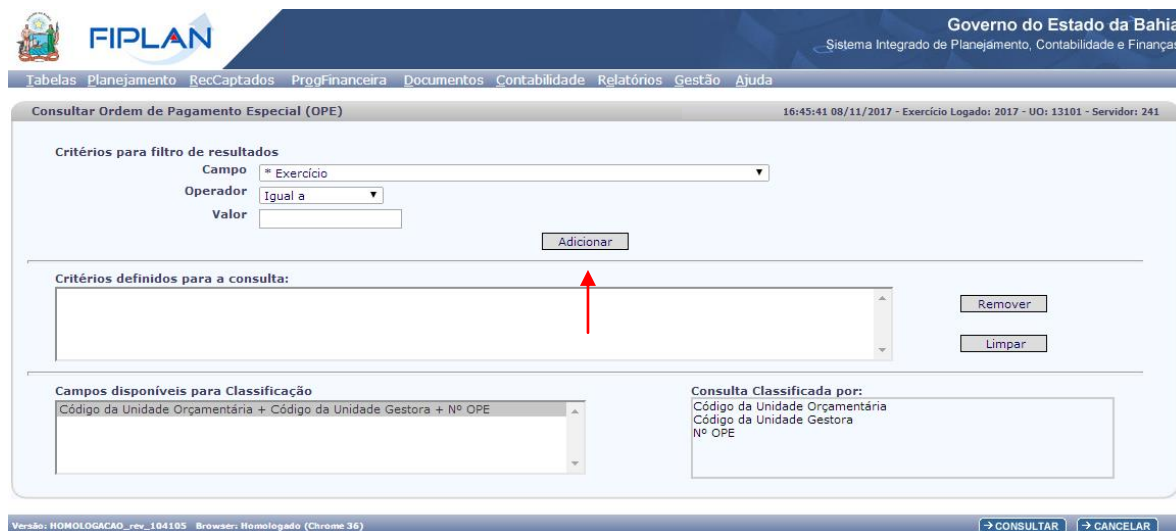 FIPLAN
Governo do Estado da Bahia
Sistema Integrado de Planejamento, Contabilidade e Finanças
Tabelas Planejamento RecCaptados ProgFinanceira Documentos Contabilidade Relatórios Gestão Ajuda
Consultar Ordem de Pagamento Especial (OPE) 16:45:41 08/11/2017 - Exercício Logado: 2017 - UO: 13101 - Servidor: 241
Critérios para filtro de resultados
Campo * Exercício
Operador Igual a
Valor
Adicionar
Critérios definidos para a consulta:
Remover
Limpar
Campos disponíveis para Classificação
Código da Unidade Orçamentária + Código da Unidade Gestora + Nº OPE
Consulta Classificada por:
Código da Unidade Orçamentária
Código da Unidade Gestora
Nº OPE
Versão: HOMOLOGACAO_rev_104105 Browser: Homologado (Chrome 36) CONSULTAR CANCELAR